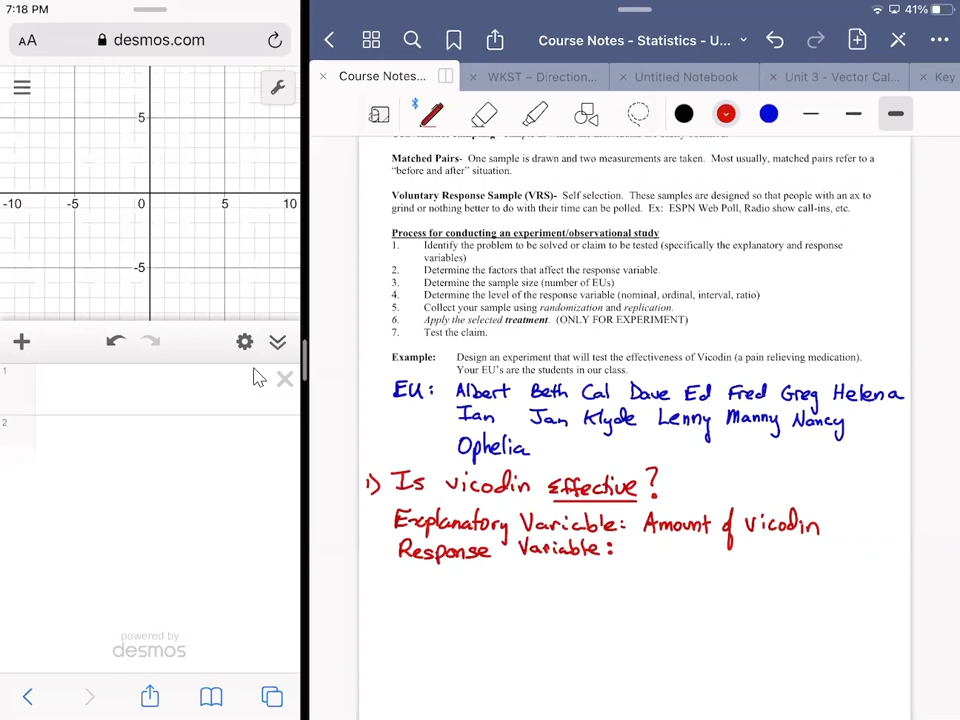 7:18 PM
41%
AA desmos.com
Course Notes - Statistics - U...
Course Notes... WKST – Direction... Untitled Notebook Unit 3 - Vector Cal... Key
5
-10 -5 0 5 10
-5
1
2
powered by
desmos
Matched Pairs- One sample is drawn and two measurements are taken. Most usually, matched pairs refer to a
"before and after" situation.
Voluntary Response Sample (VRS)- Self selection. These samples are designed so that people with an ax to
grind or nothing better to do with their time can be polled. Ex: ESPN Web Poll, Radio show call-ins, etc.
Process for conducting an experiment/observational study
1. Identify the problem to be solved or claim to be tested (specifically the explanatory and response
variables)
2. Determine the factors that affect the response variable.
3. Determine the sample size (number of EUs)
4. Determine the level of the response variable (nominal, ordinal, interval, ratio)
5. Collect your sample using randomization and replication.
6. Apply the selected treatment. (ONLY FOR EXPERIMENT)
7. Test the claim.
Example: Design an experiment that will test the effectiveness of Vicodin (a pain relieving medication).
Your EU's are the students in our class.
EU: Albert Beth Cal Dave Ed Fred Greg Helena
Ian Jan Klyde Lenny Manny Nancy
Ophelia
1) Is vicodin effective?
Explanatory Variable: Amount of vicodin
Response Variable: